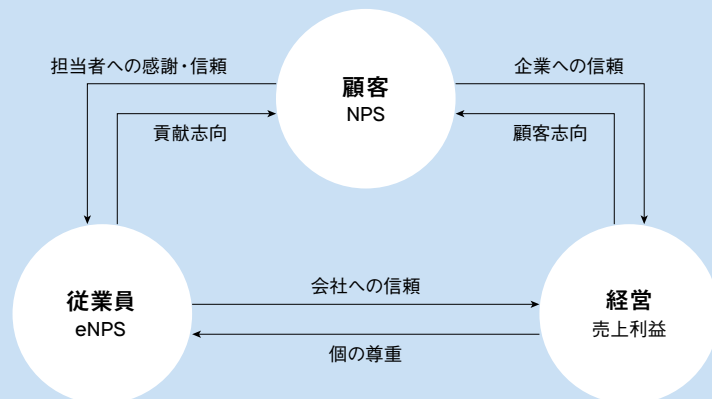 担当者への感謝・信頼
企業への信頼
顧客
NPS
貢献志向
顧客志向
従業員
eNPS
会社への信頼
個の尊重
経営
売上利益